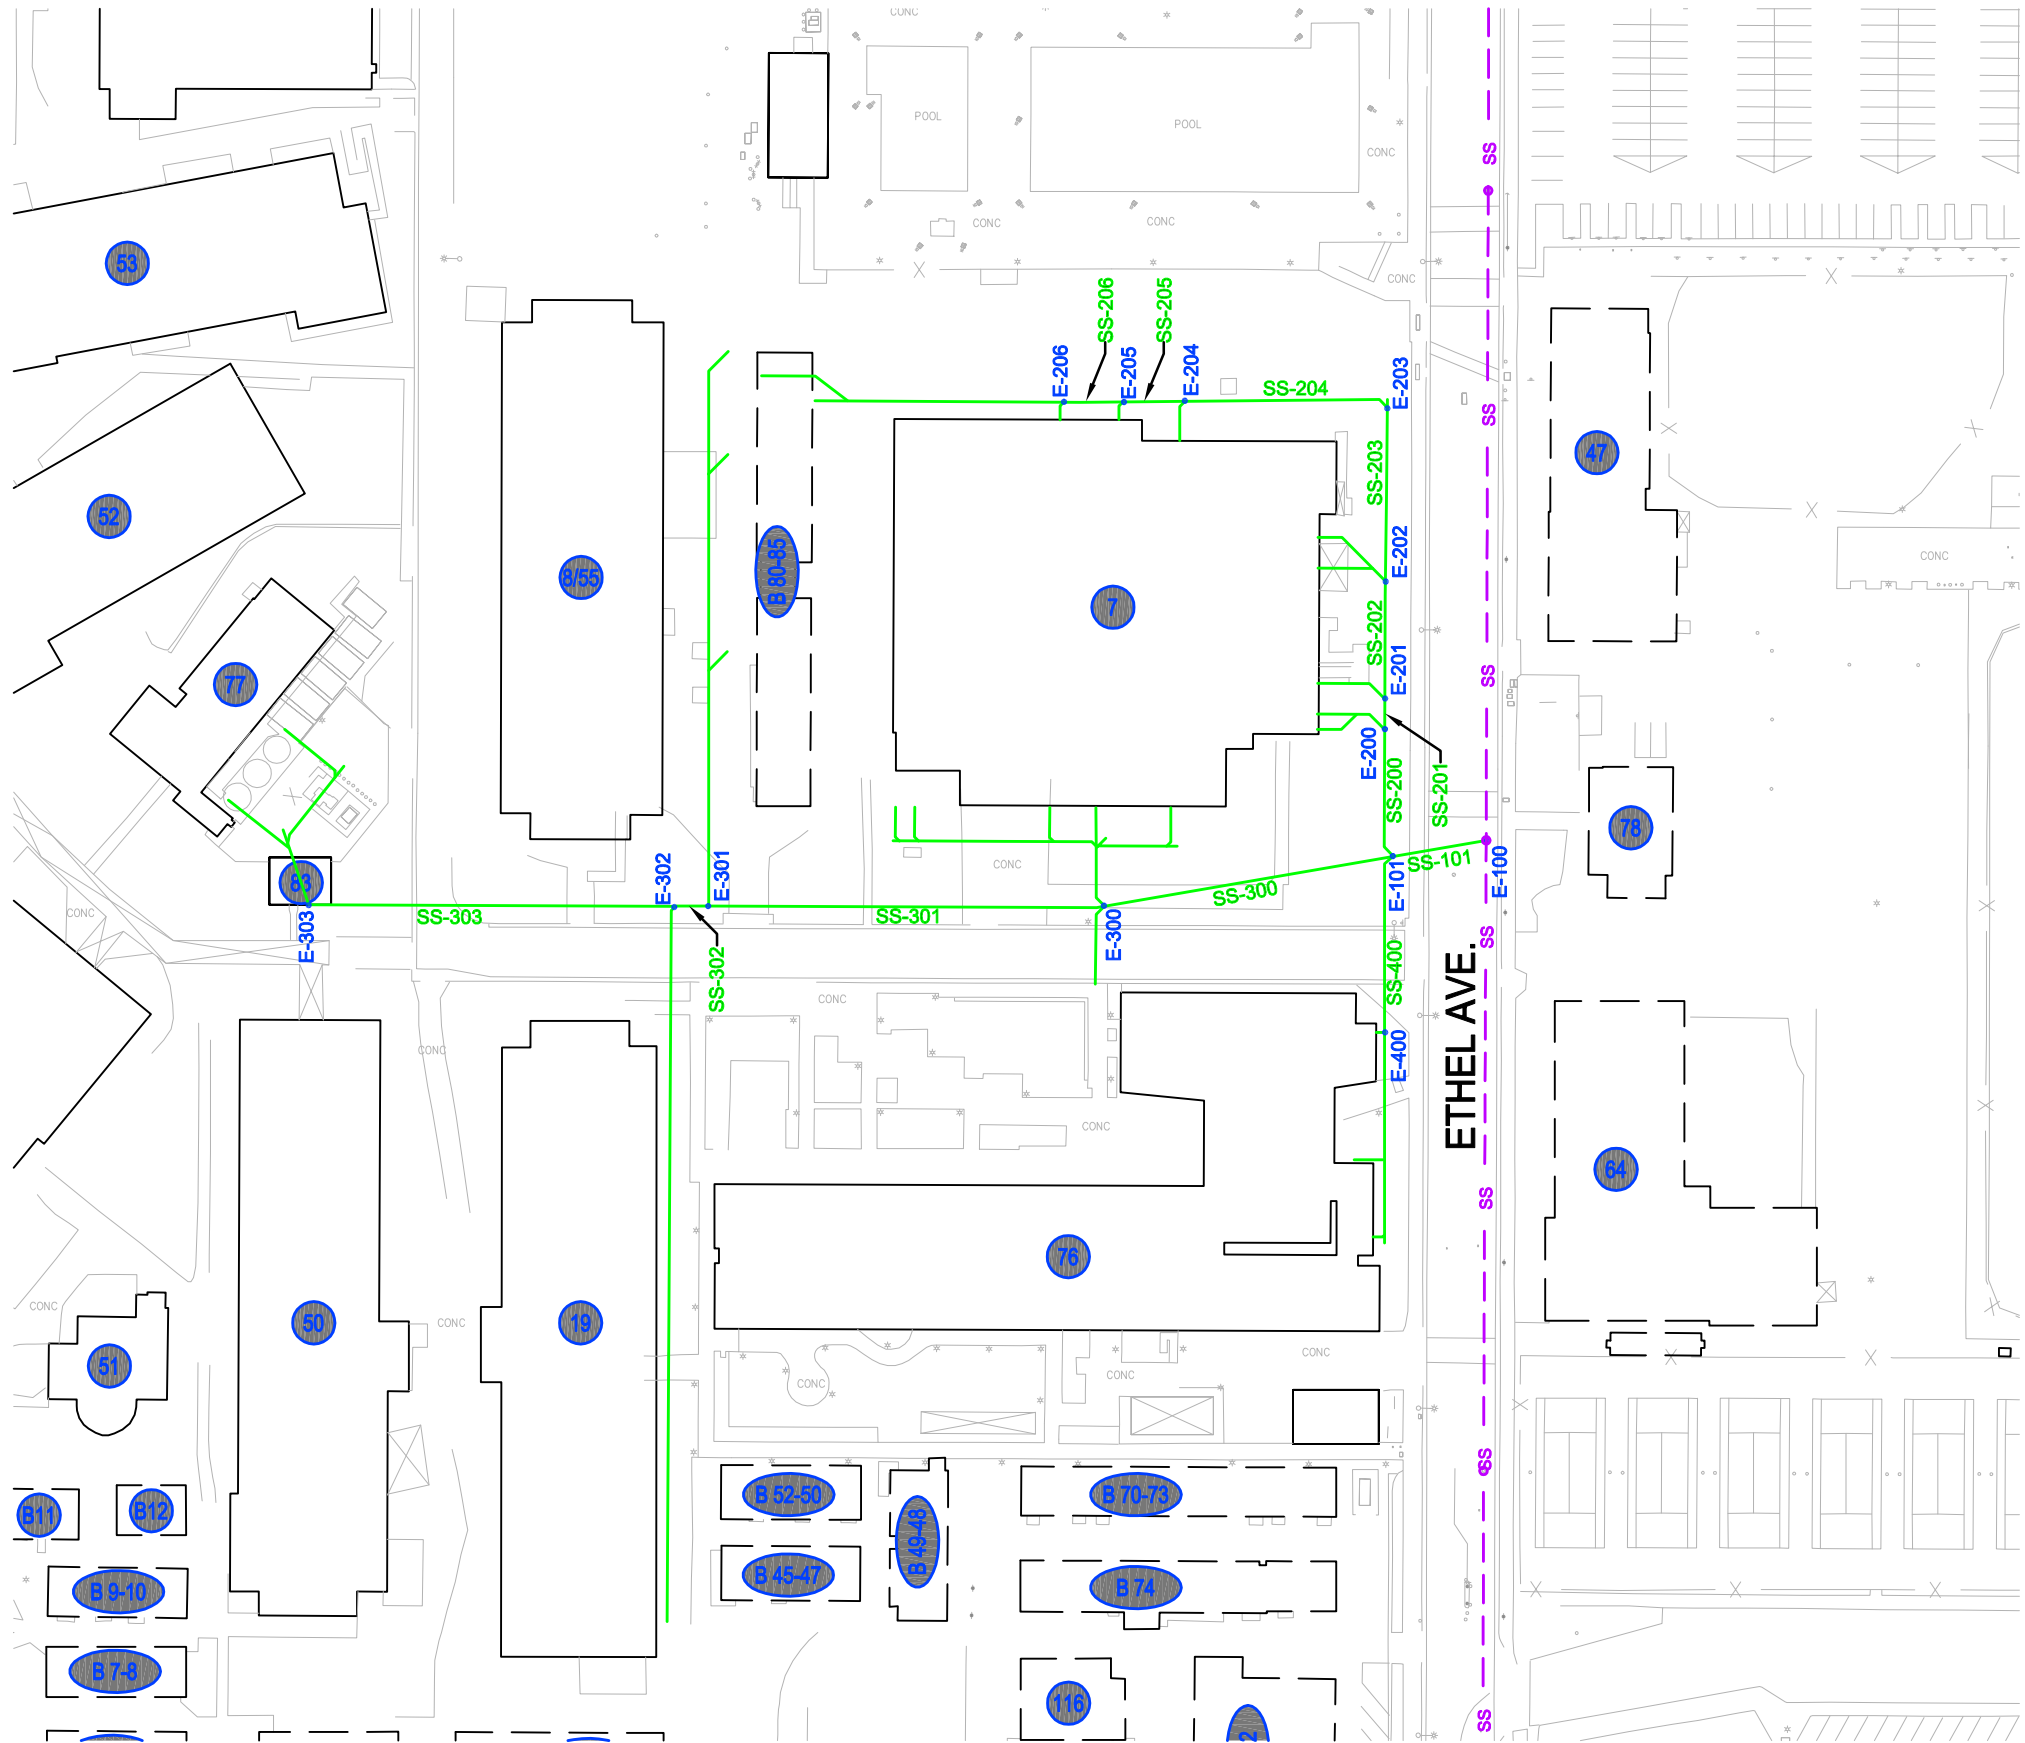 CONC
POOL
POOL
CONC
SS
CONC
CONC
53
CONC
SS-206
SS-205
E-206
E-205
E-204
SS-204
E-203
SS
47
SS-203
52
8/55
B 80-85
7
E-202
CONC
SS-202
E-201
SS
77
E-200
SS-200
SS-201
78
83
E-302
E-301
CONC
SS-300
E-101
SS-101
E-100
CONC
SS-303
SS-301
E-303
E-300
SS
SS-302
SS-400
CONC
CONC
E-400
ETHEL AVE.
CONC
64
SS
76
CONC
50
19
CONC
51
CONC
CONC
CONC
SS
B 52-50
B 70-73
B11
B12
B 49-48
B 45-47
B 74
B 9-10
B 7-8
116
SS
2